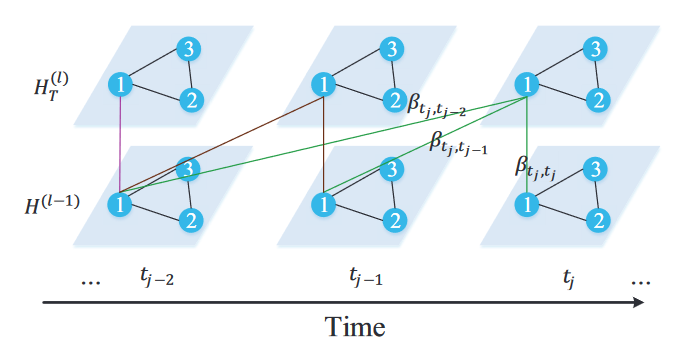 3 3 3
H_T^{(l)} 1 1 1
2 2 2
β_{t_j,t_{j-2}}
β_{t_j,t_{j-1}}
3 3 β_{t_j,t_j} 3
H^{(l-1)} 1 1 1
2 2 2
... t_{j-2} t_{j-1} t_j ...
Time